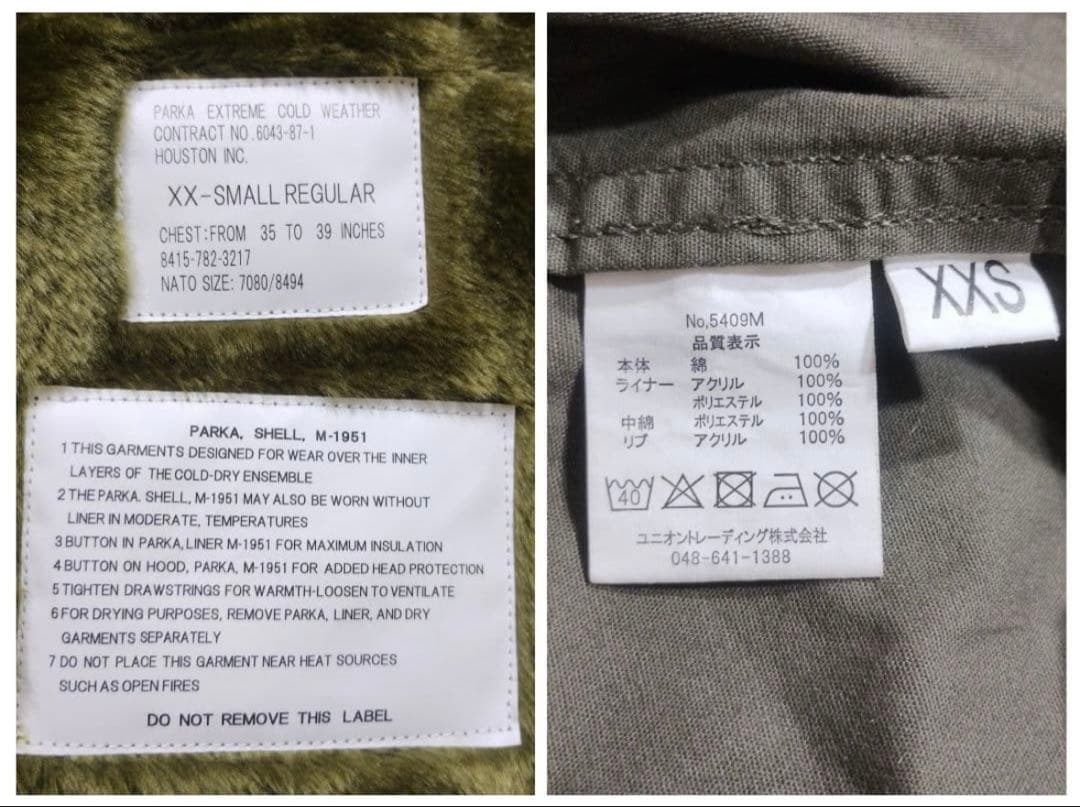 PARKA EXTREME COLD WEATHER
CONTRACT NO.6043-87-1
HOUSTON INC.
XX-SMALL REGULAR
CHEST:FROM 35 TO 39 INCHES
8415-782-3217
NATO SIZE: 7080/8494
PARKA, SHELL, M-1951
1 THIS GARMENTS DESIGNED FOR WEAR OVER THE INNER
LAYERS OF THE COLD-DRY ENSEMBLE
2 THE PARKA. SHELL, M-1951 MAY ALSO BE WORN WITHOUT
LINER IN MODERATE, TEMPERATURES
3 BUTTON IN PARKA, LINER M-1951 FOR MAXIMUM INSULATION
4 BUTTON ON HOOD, PARKA, M-1951 FOR ADDED HEAD PROTECTION
5 TIGHTEN DRAWSTRINGS FOR WARMTH-LOOSEN TO VENTILATE
6 FOR DRYING PURPOSES, REMOVE PARKA, LINER, AND DRY
GARMENTS SEPARATELY
7 DO NOT PLACE THIS GARMENT NEAR HEAT SOURCES
SUCH AS OPEN FIRES
DO NOT REMOVE THIS LABEL
XXS
No,5409M
品質表示
本体 綿 100%
ライナー アクリル 100%
ポリエステル 100%
中綿 ポリエステル 100%
リブ アクリル 100%
40
ユニオントレーディング株式会社
048-641-1388